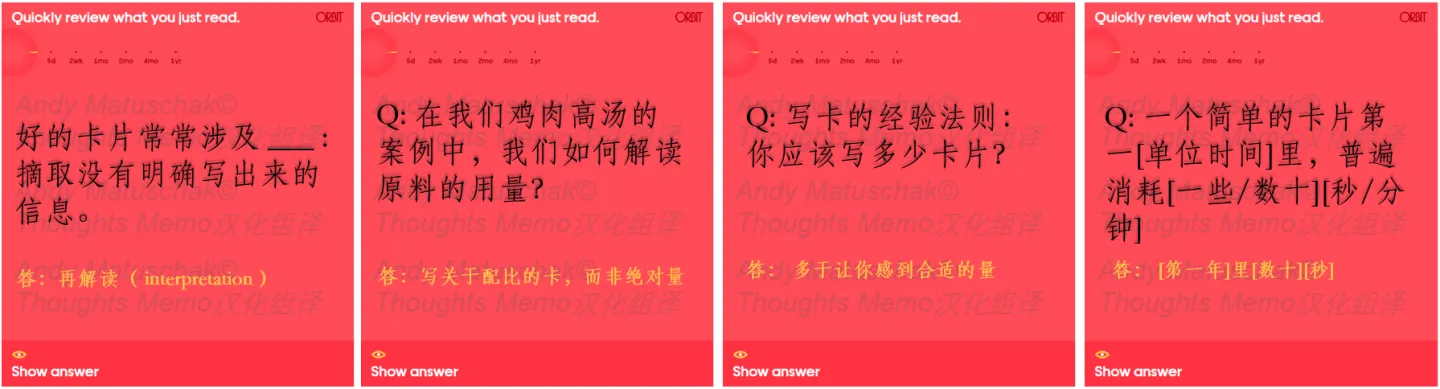 Quickly review what you just read.
ORBIT
5d 2wk 1mo 2mo 4mo 1yr
Andy Matuschak©
好的卡片常常涉及 ___：
摘取没有明确写出来的
信息。
Andy Matuschak©
Thoughts Memo汉化组译
答：再解读（interpretation）
Andy Matuschak©
Thoughts Memo汉化组译
Show answer
Quickly review what you just read.
ORBIT
5d 2wk 1mo 2mo 4mo 1yr
Andy Matuschak©
Q: 在我们鸡肉高汤的
案例中，我们如何解读
原料的用量？
Andy Matuschak©
Thoughts Memo汉化组译
答：写关于配比的卡，而非绝对量
Andy Matuschak©
Thoughts Memo汉化组译
Show answer
Quickly review what you just read.
ORBIT
5d 2wk 1mo 2mo 4mo 1yr
Andy Matuschak©
Q: 写卡的经验法则：
你应该写多少卡片？
Andy Matuschak©
Thoughts Memo汉化组译
答：多于让你感到合适的量
Andy Matuschak©
Thoughts Memo汉化组译
Show answer
Quickly review what you just read.
ORBIT
5d 2wk 1mo 2mo 4mo 1yr
Andy Matuschak©
Q: 一个简单的卡片第
一[单位时间]里，普遍
消耗[一些/数十][秒/分
钟]
Andy Matuschak©
Thoughts Memo汉化组译
答：[第一年]里[数十][秒]
Andy Matuschak©
Thoughts Memo汉化组译
Show answer